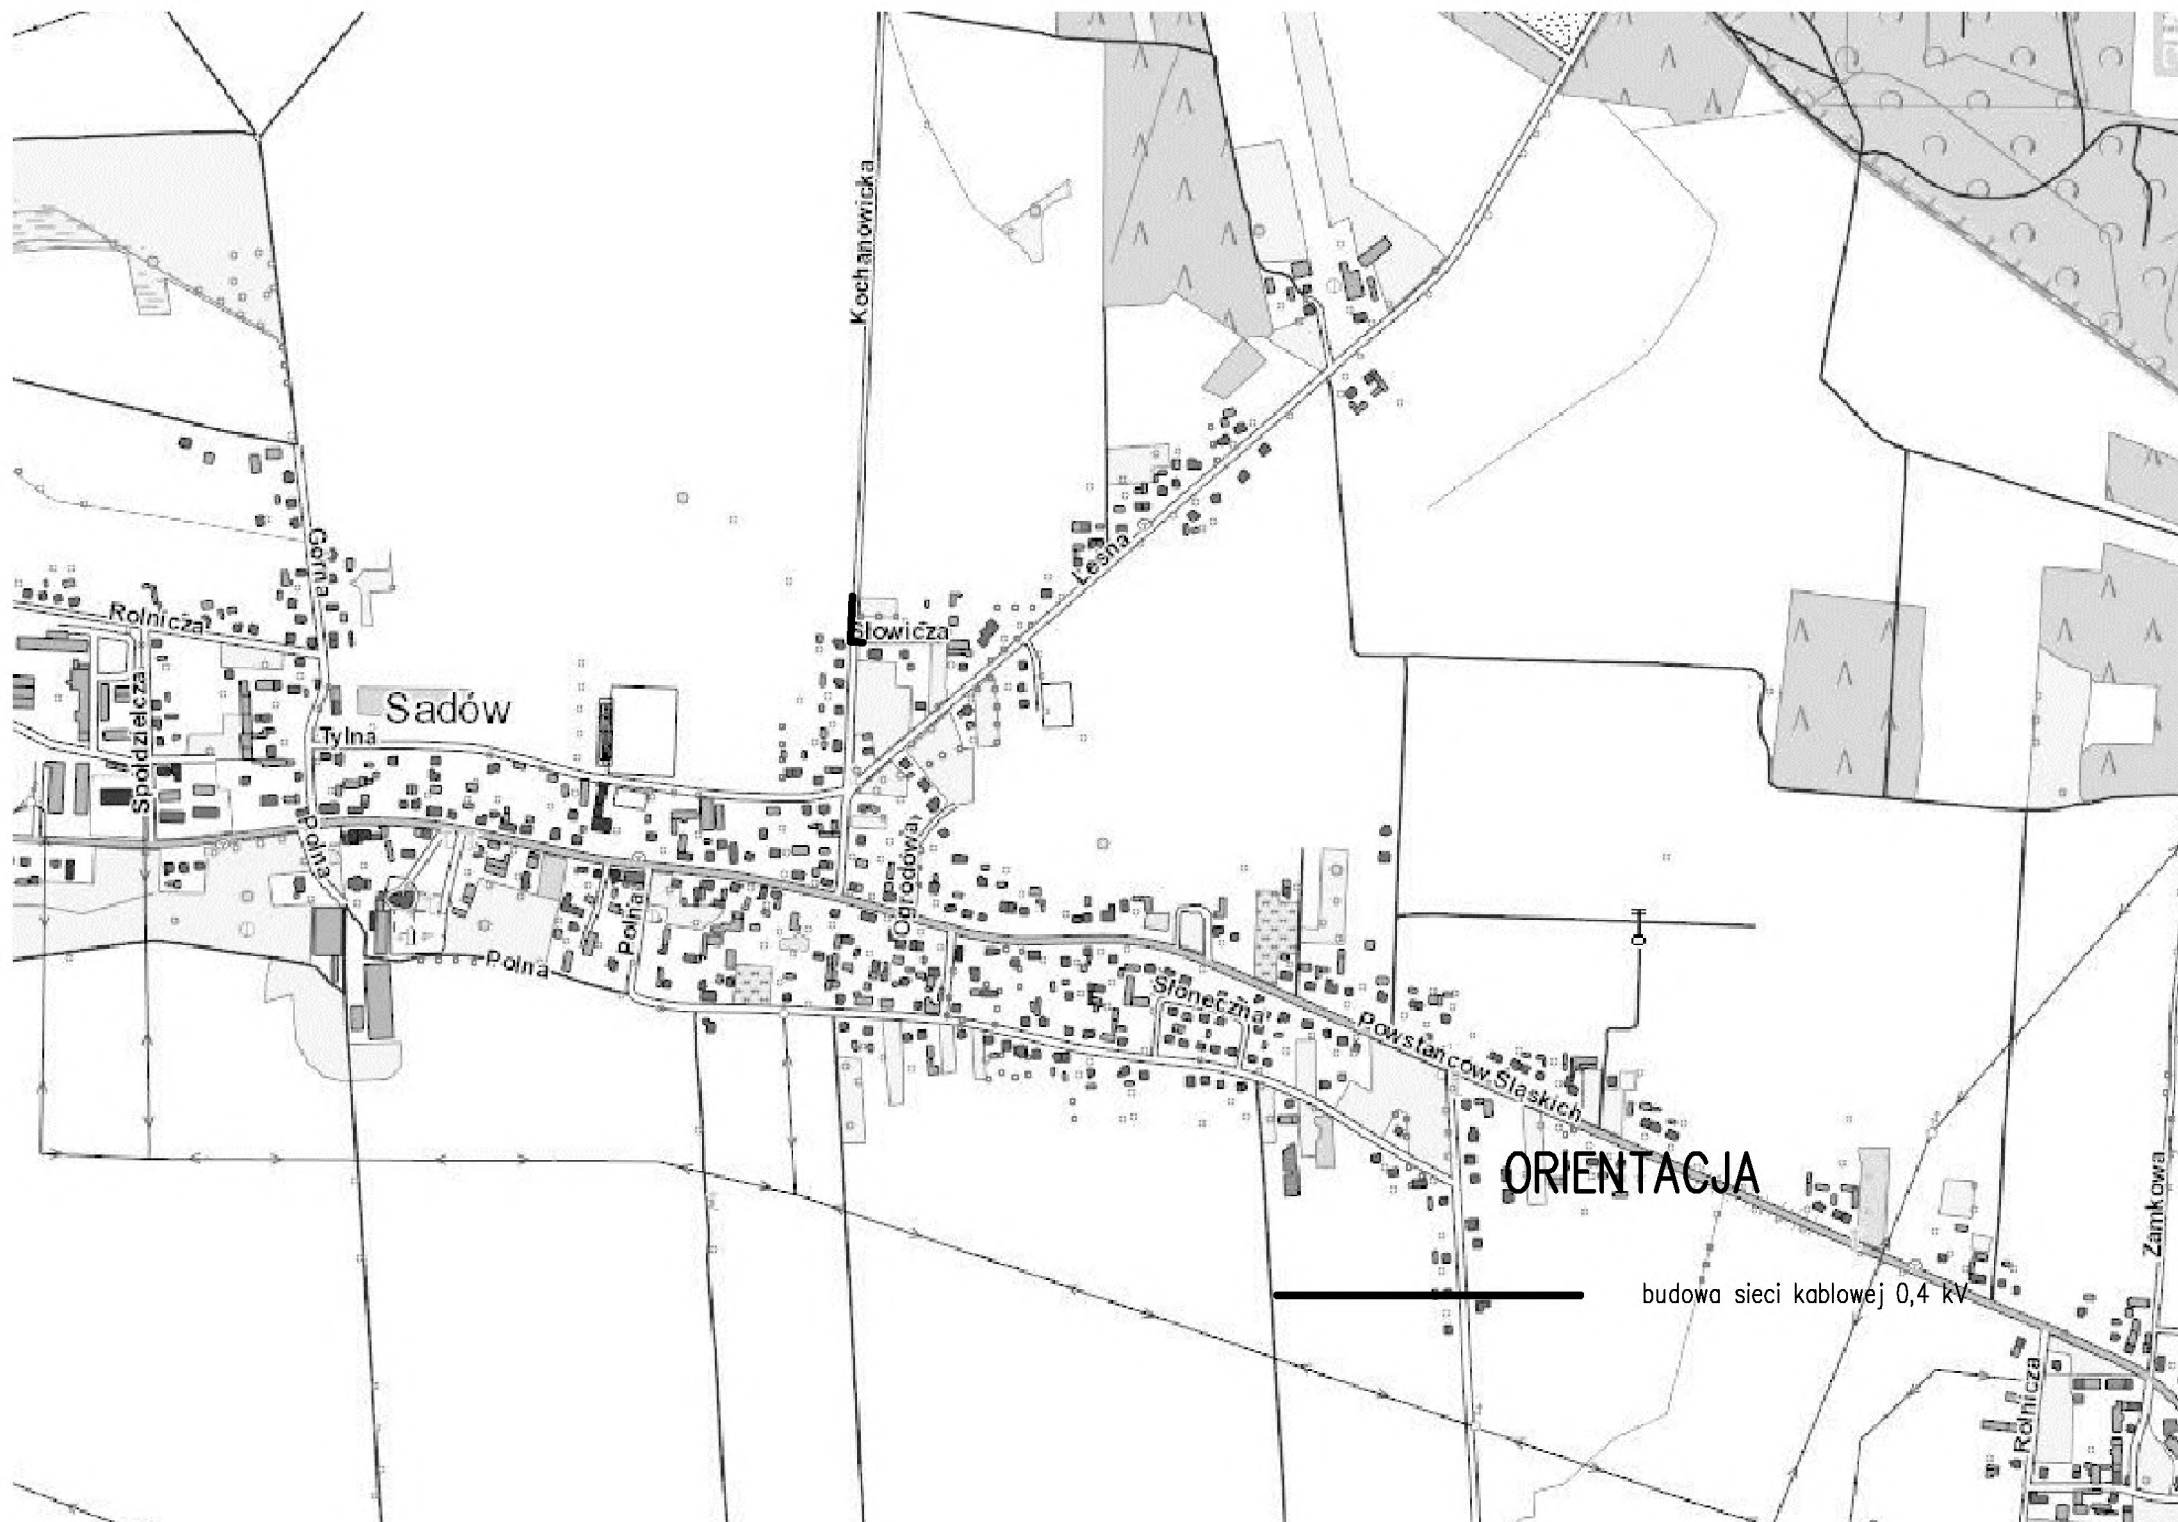 Kochanowicka
Górna
Leśna
Rolnicza
Słowicza
Spółdzielcza
Sadów
Tylna
Polna
Ogrodowa
Polna
Polna
Słoneczna
Powstańców Śląskich
ORIENTACJA
Zamkowa
budowa sieci kablowej 0,4 kV
Rolnicza